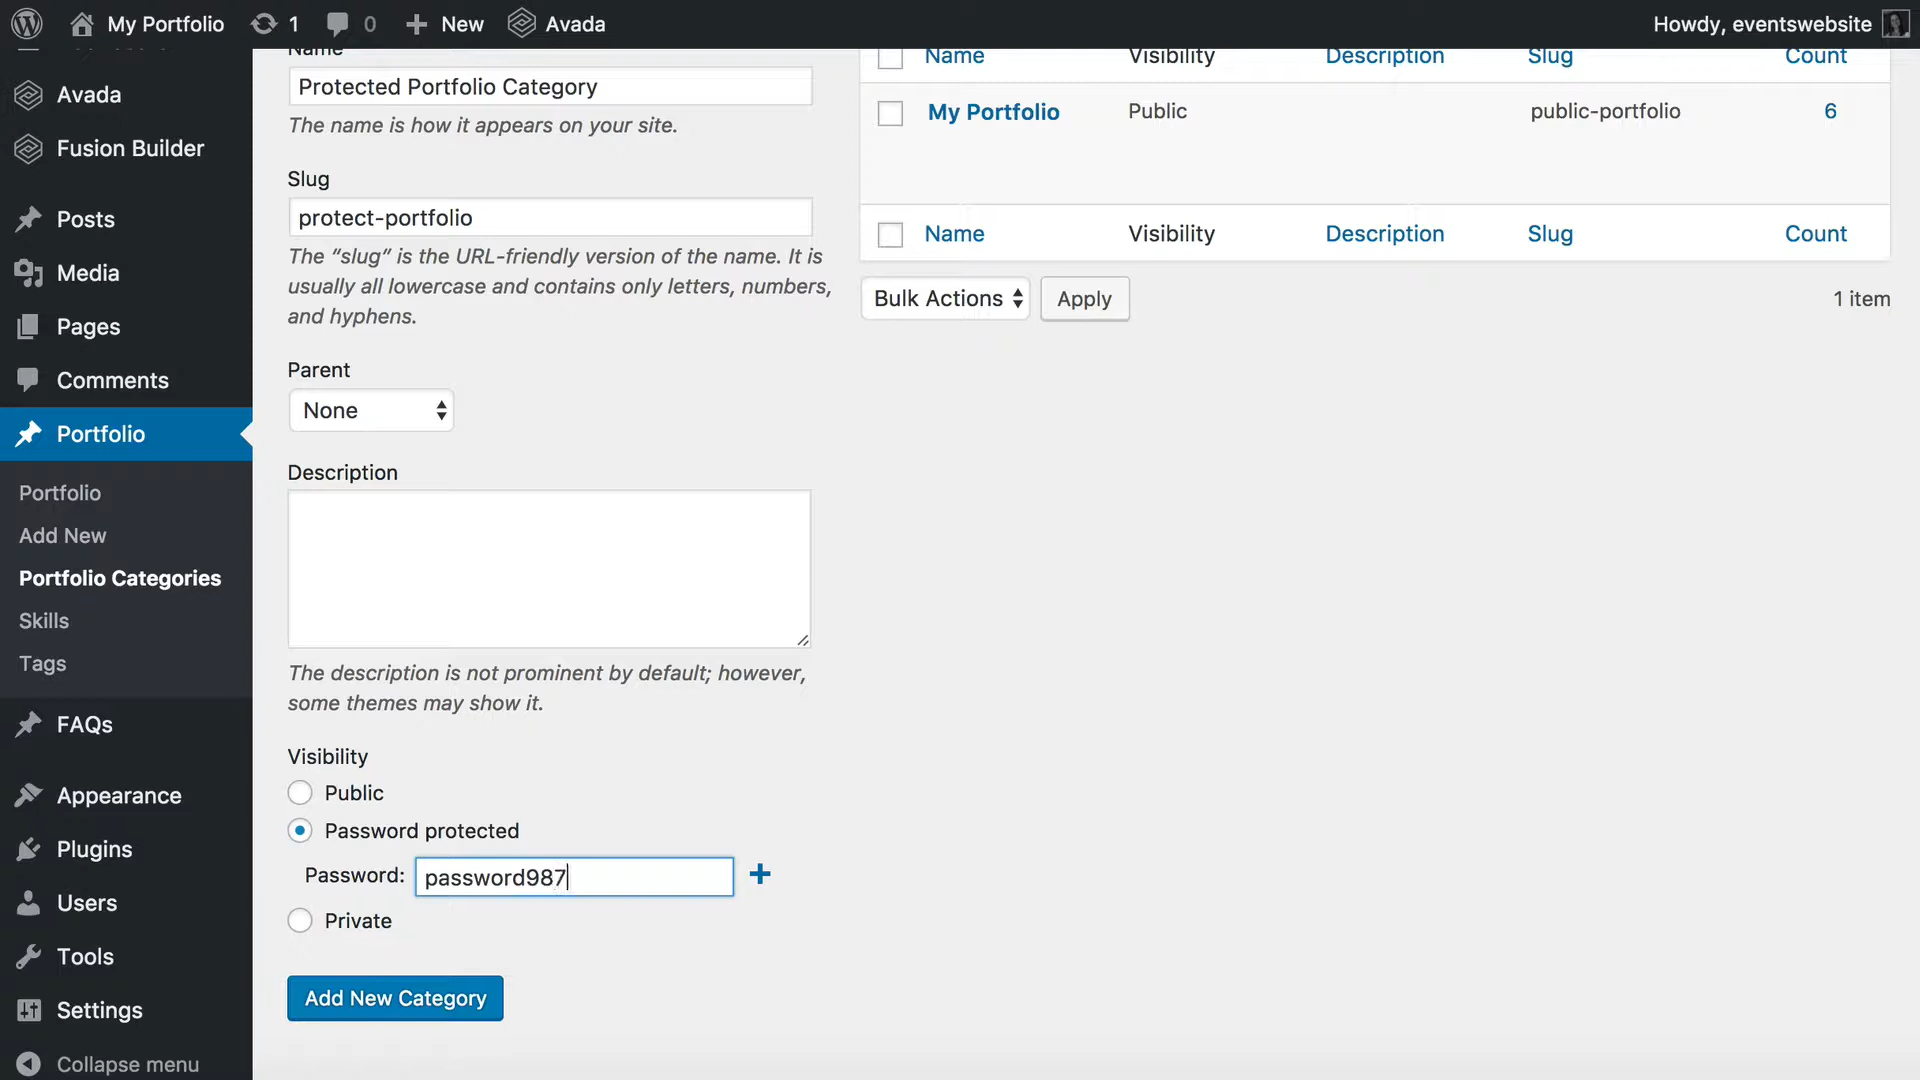 My Portfolio
1
0
New
Avada
Howdy, eventswebsite
Avada
Fusion Builder
Posts
Media
Pages
Comments
Portfolio
Portfolio
Add New
Portfolio Categories
Skills
Tags
FAQs
Appearance
Plugins
Users
Tools
Settings
Collapse menu
Name
Protected Portfolio Category
The name is how it appears on your site.
Slug
protect-portfolio
The “slug” is the URL-friendly version of the name. It is
usually all lowercase and contains only letters, numbers,
and hyphens.
Parent
None
Description
The description is not prominent by default; however,
some themes may show it.
Visibility
Public
Password protected
Password: password987
Private
Add New Category
Name Visibility Description Slug Count
My Portfolio Public public-portfolio 6
Name Visibility Description Slug Count
Bulk Actions Apply 1 item